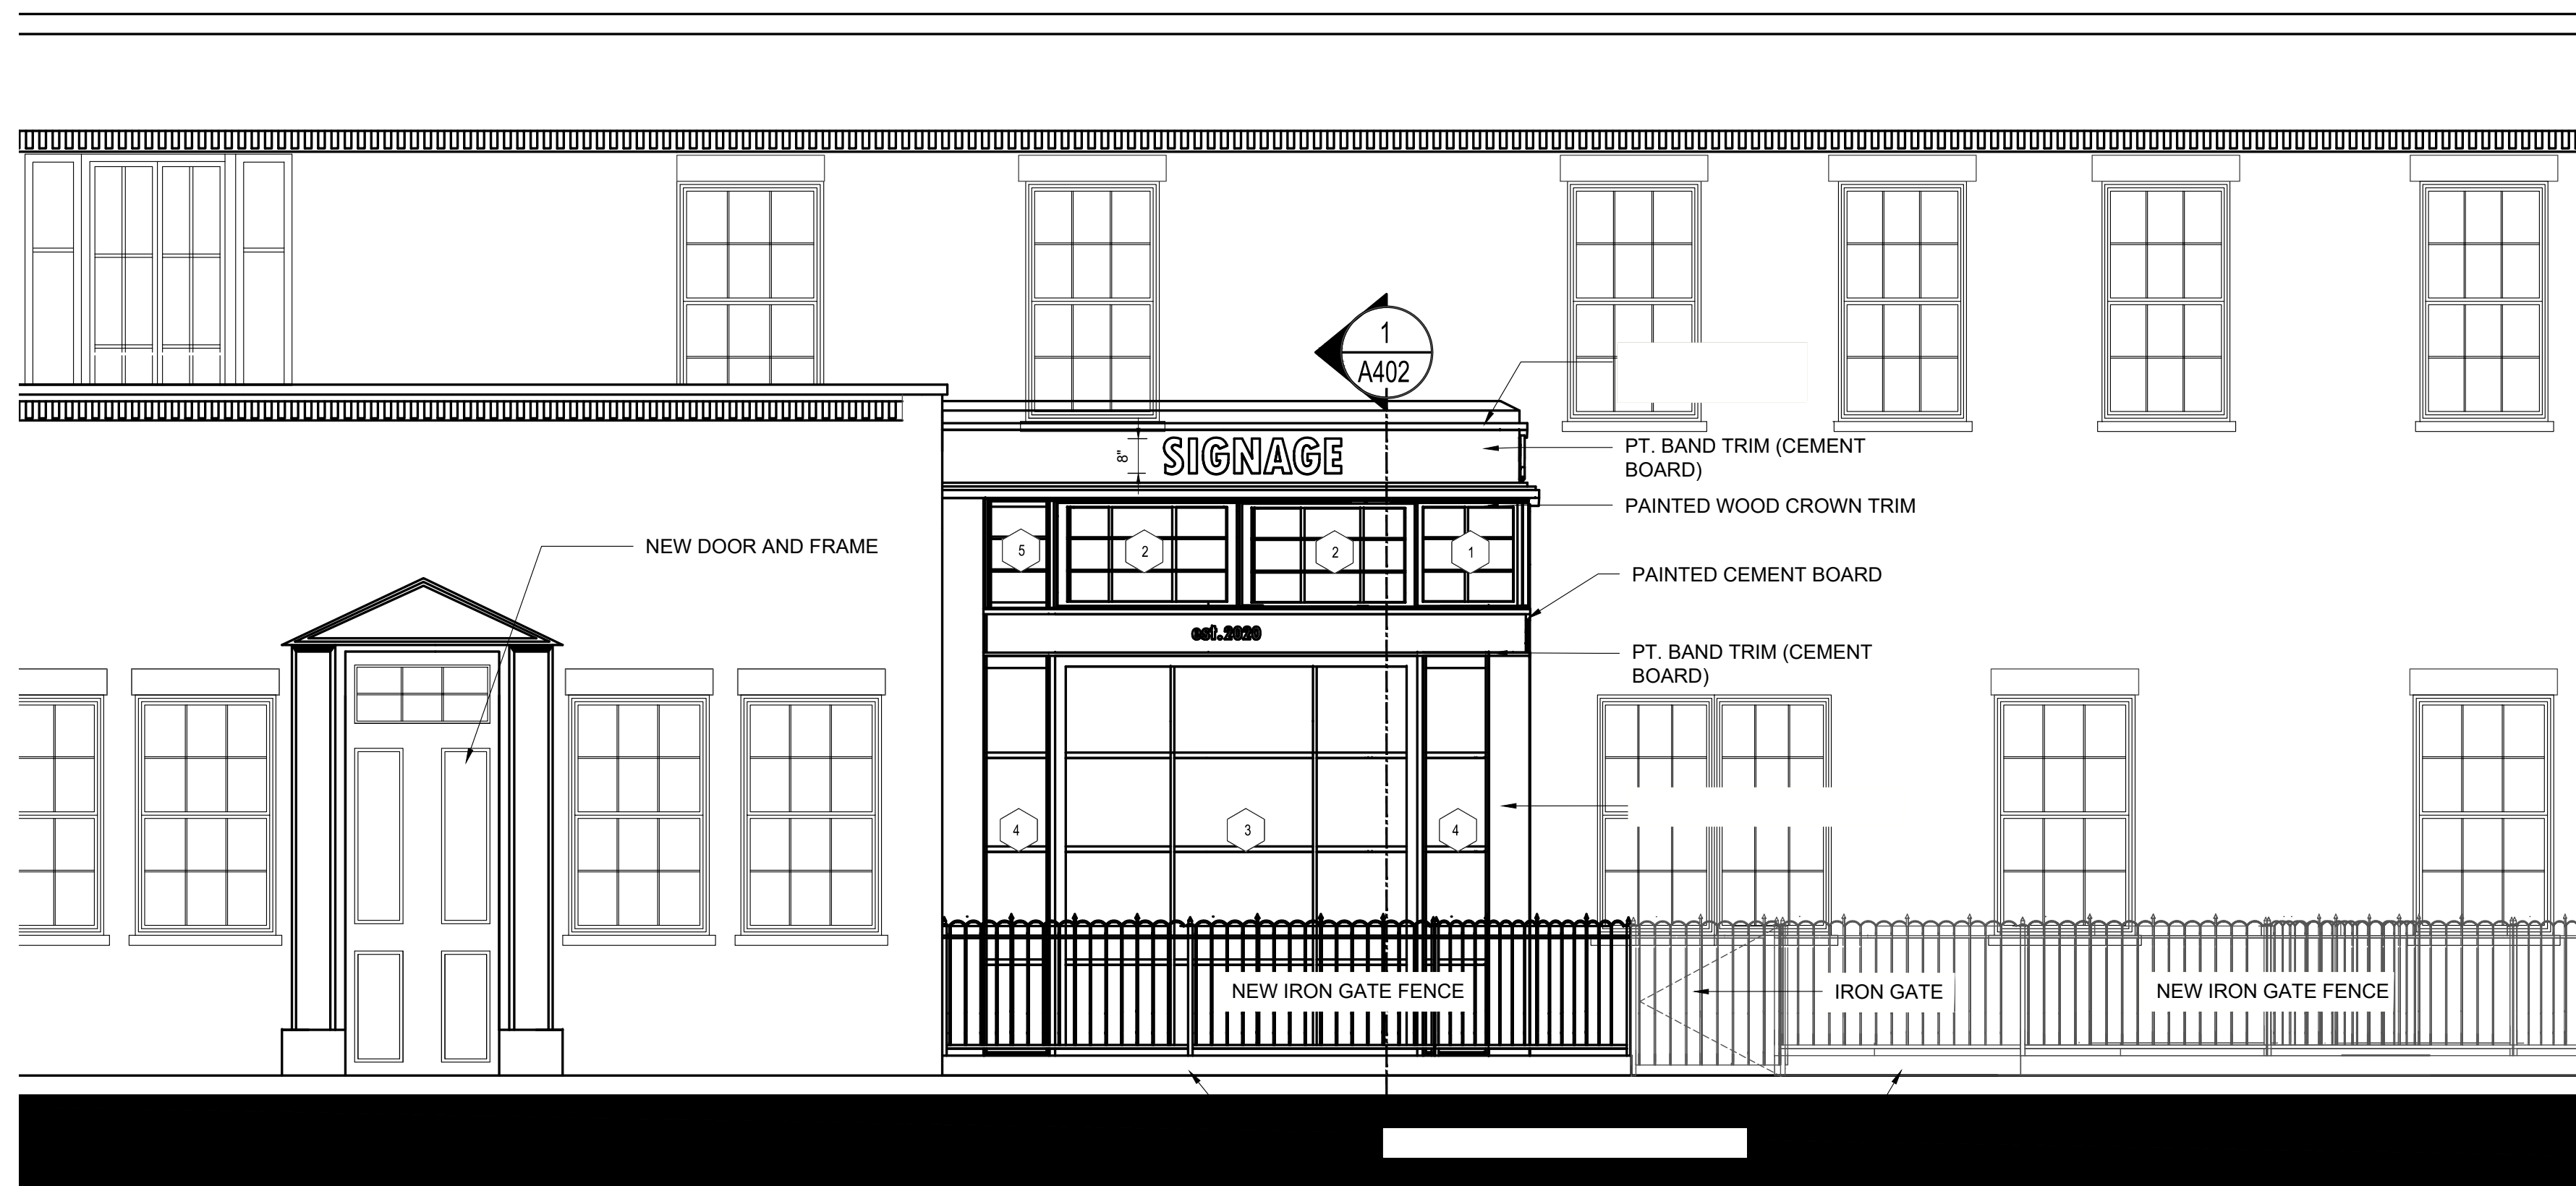 1
A402
8"
SIGNAGE
PT. BAND TRIM (CEMENT
BOARD)
PAINTED WOOD CROWN TRIM
NEW DOOR AND FRAME
5
2
2
1
PAINTED CEMENT BOARD
est.2020
PT. BAND TRIM (CEMENT
BOARD)
4
3
4
NEW IRON GATE FENCE
IRON GATE
NEW IRON GATE FENCE